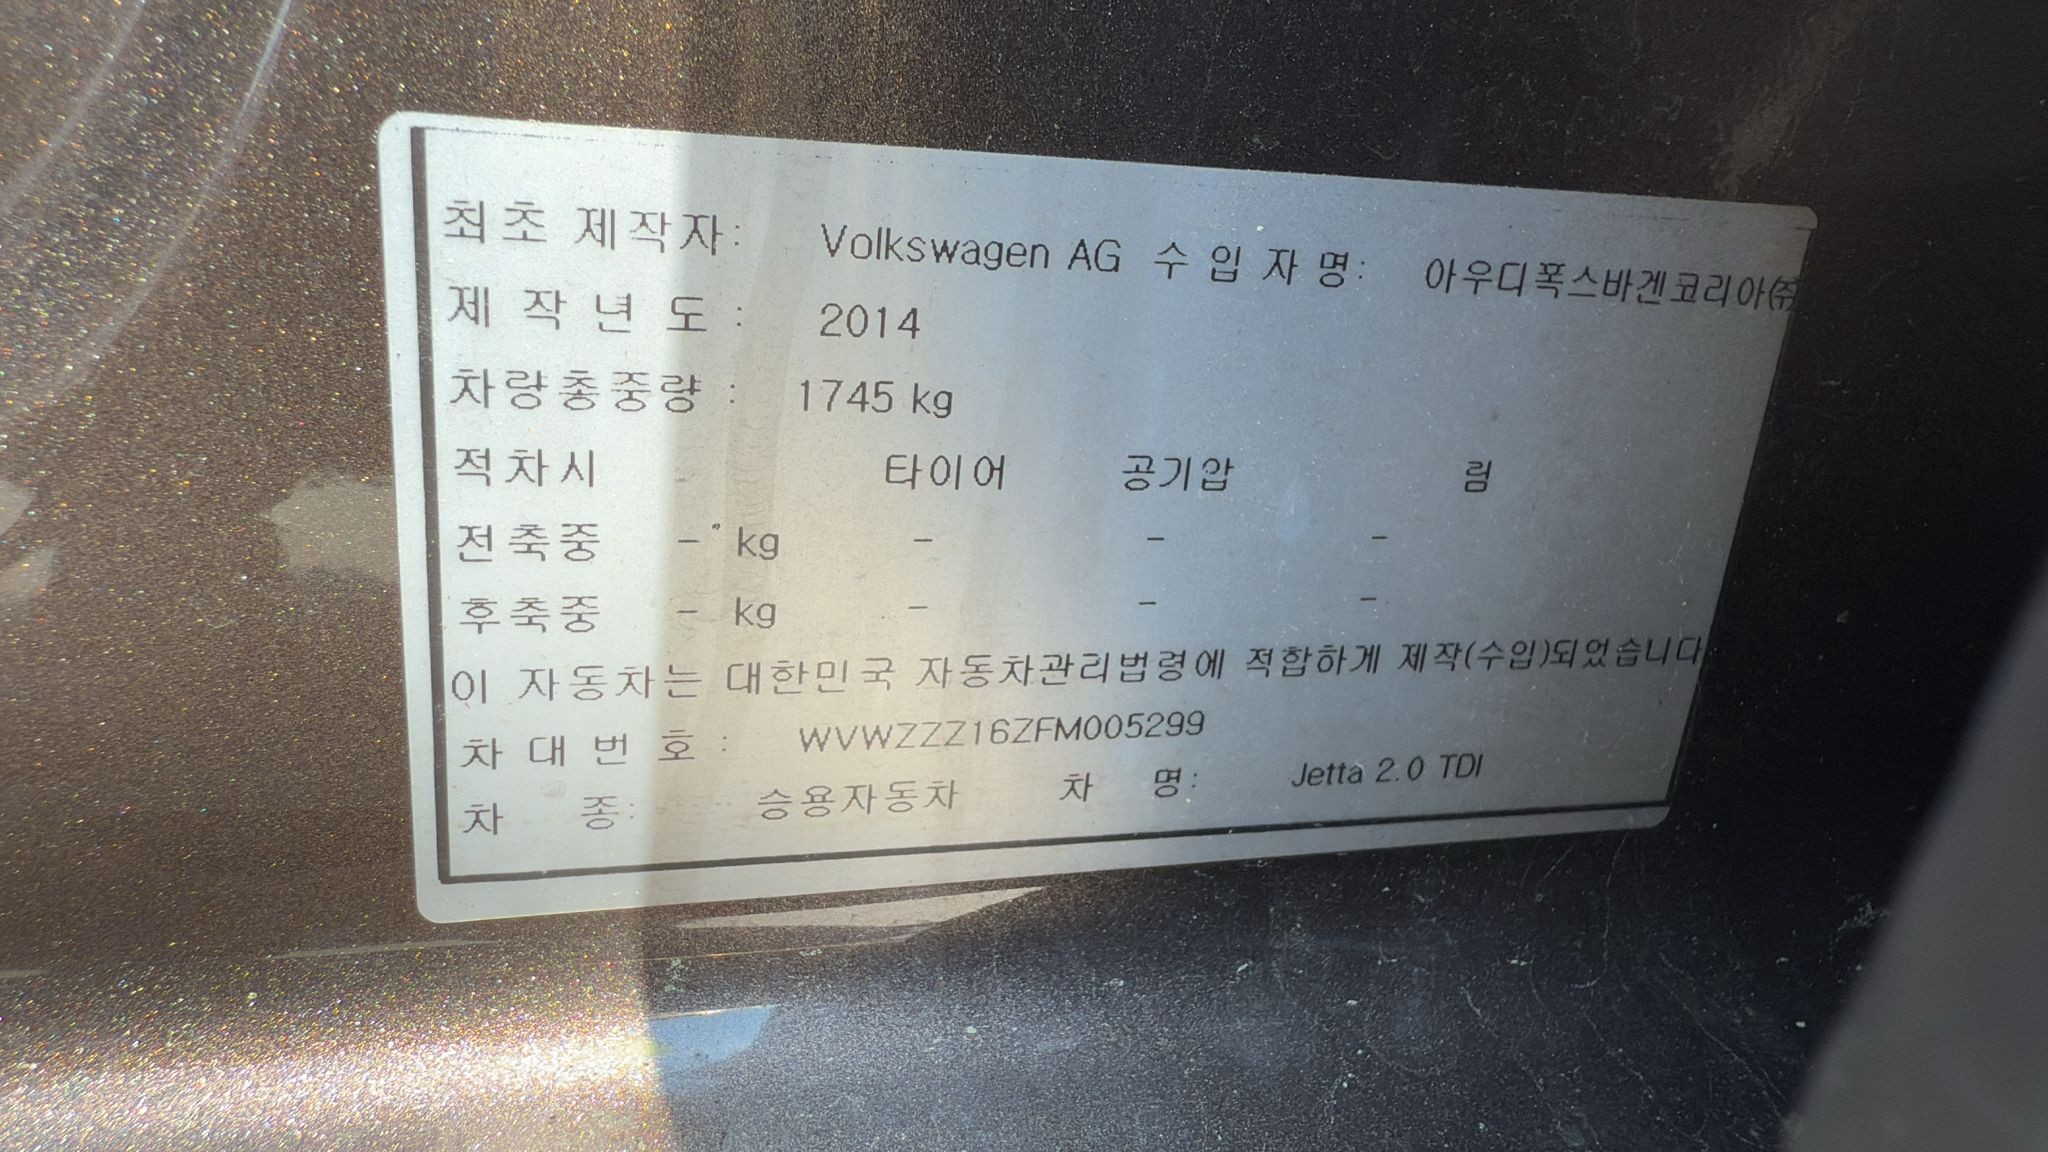 최초 제작자: Volkswagen AG 수 입 자 명: 아우디폭스바겐코리아㈜
제 작 년 도 : 2014
차량총중량 : 1745 kg
적차시 타이어 공기압 림
전축중 - kg - - -
후축중 - kg - - -
이 자동차는 대한민국 자동차관리법령에 적합하게 제작(수입)되었습니다
차 대 번 호 : WVWZZZ16ZFM005299
차 종: 승용자동차 차 명: Jetta 2.0 TDI